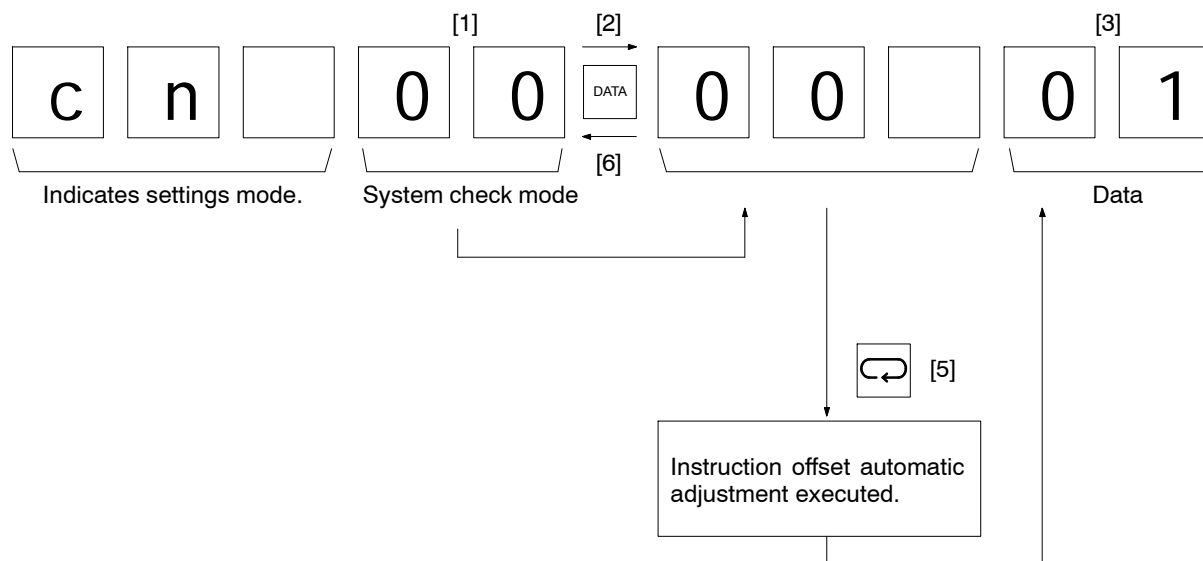 [1] [2] [3]
c n 0 0 DATA 0 0 0 1
[6]
Indicates settings mode. System check mode Data
[5]
Instruction offset automatic
adjustment executed.